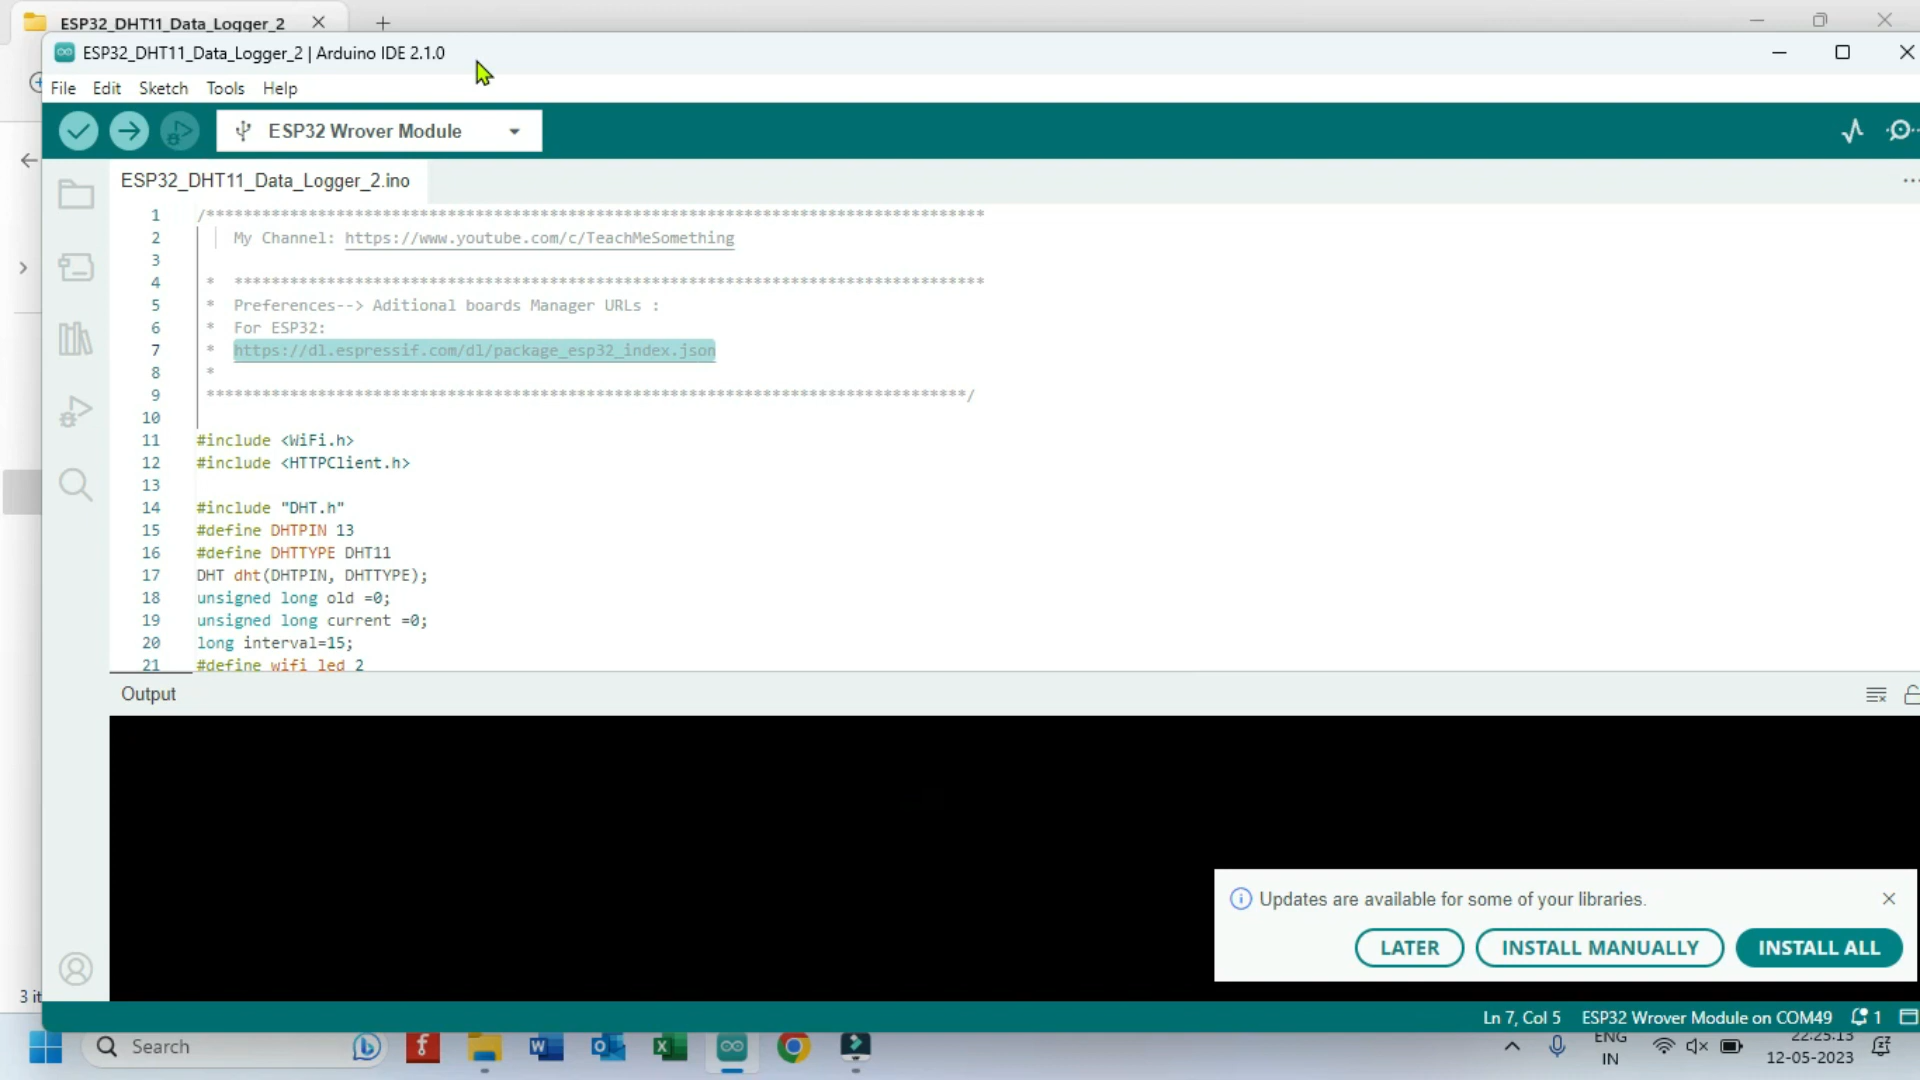 ESP32_DHT11_Data_Logger_2
ESP32_DHT11_Data_Logger_2 | Arduino IDE 2.1.0
File Edit Sketch Tools Help
ESP32 Wrover Module
ESP32_DHT11_Data_Logger_2.ino
1 /************************************************************************************
2 My Channel: https://www.youtube.com/c/TeachMeSomething
3
4 * *********************************************************************************
5 * Preferences--> Aditional boards Manager URLs :
6 * For ESP32:
7 * https://dl.espressif.com/dl/package_esp32_index.json
8 *
9 **********************************************************************************/
10
11 #include <WiFi.h>
12 #include <HTTPClient.h>
13
14 #include "DHT.h"
15 #define DHTPIN 13
16 #define DHTTYPE DHT11
17 DHT dht(DHTPIN, DHTTYPE);
18 unsigned long old =0;
19 unsigned long current =0;
20 long interval=15;
21 #define wifi_led 2
Output
Updates are available for some of your libraries.
LATER INSTALL MANUALLY INSTALL ALL
3 it
Ln 7, Col 5 ESP32 Wrover Module on COM49 1
Search
ENG
IN
22:25:13
12-05-2023